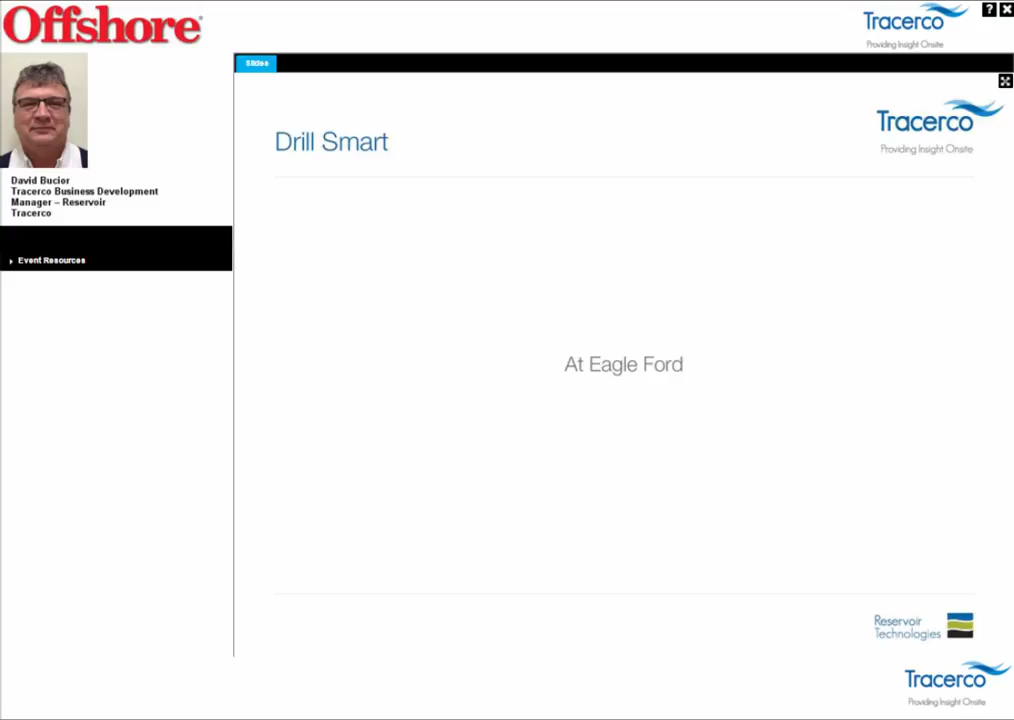 Offshore
Tracerco
Providing Insight Onsite
?
David Bucior
Tracerco Business Development
Manager – Reservoir
Tracerco
Event Resources
Slides
Drill Smart
Tracerco
Providing Insight Onsite
At Eagle Ford
Reservoir
Technologies
Tracerco
Providing Insight Onsite